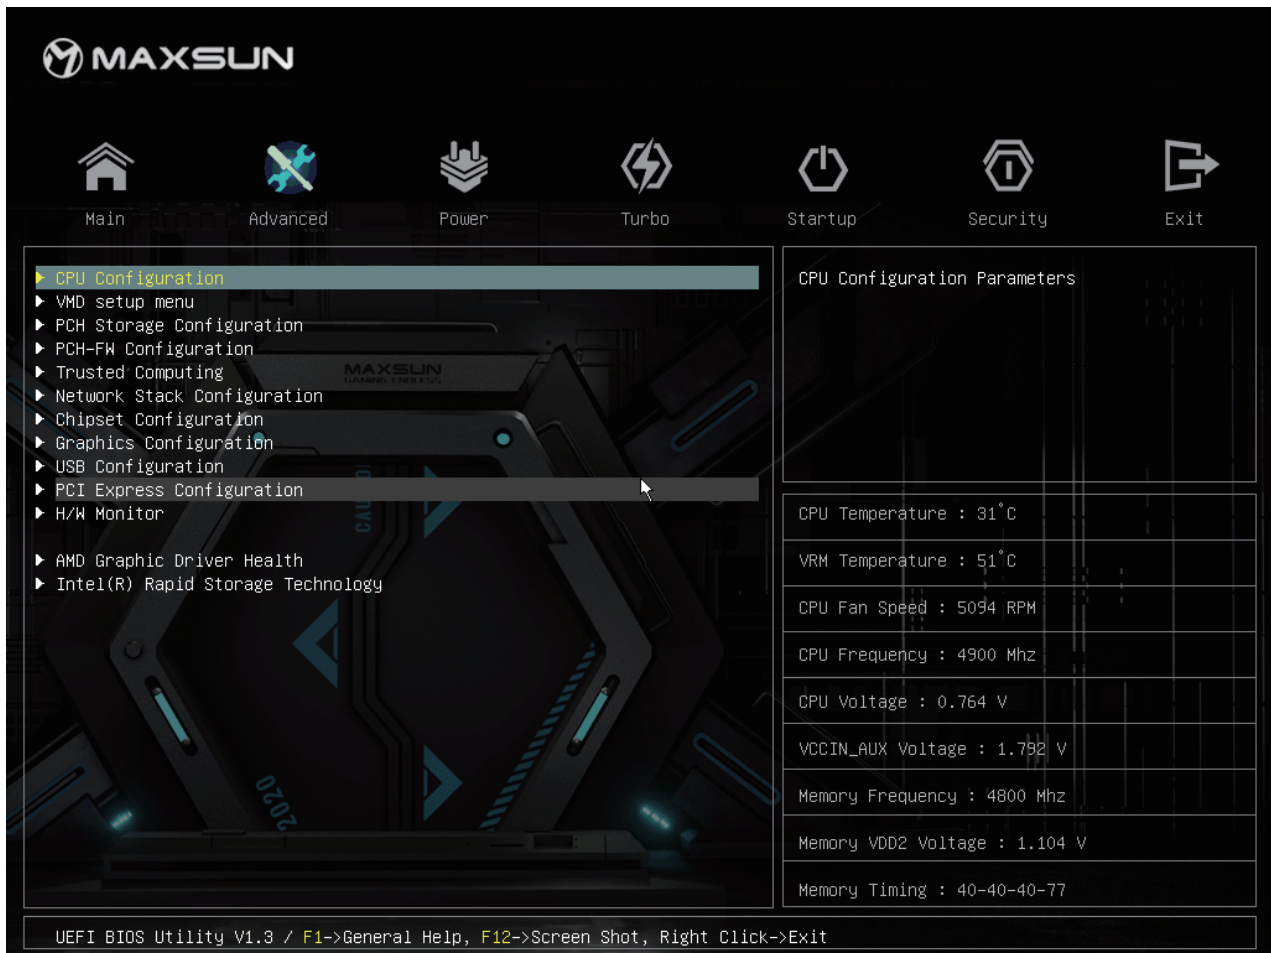 MAXSUN
Main Advanced Power Turbo Startup Security Exit
CPU Configuration
VMD setup menu
PCH Storage Configuration
PCH-FW Configuration
Trusted Computing
Network Stack Configuration
Chipset Configuration
Graphics Configuration
USB Configuration
PCI Express Configuration
H/W Monitor
AMD Graphic Driver Health
Intel(R) Rapid Storage Technology
MAXSUN
GAMING ENDLESS
CAUTIO
2020
CPU Configuration Parameters
CPU Temperature : 31°C
VRM Temperature : 51°C
CPU Fan Speed : 5094 RPM
CPU Frequency : 4900 Mhz
CPU Voltage : 0.764 V
VCCIN_AUX Voltage : 1.792 V
Memory Frequency : 4800 Mhz
Memory VDD2 Voltage : 1.104 V
Memory Timing : 40-40-40-77
UEFI BIOS Utility V1.3 / F1->General Help, F12->Screen Shot, Right Click->Exit